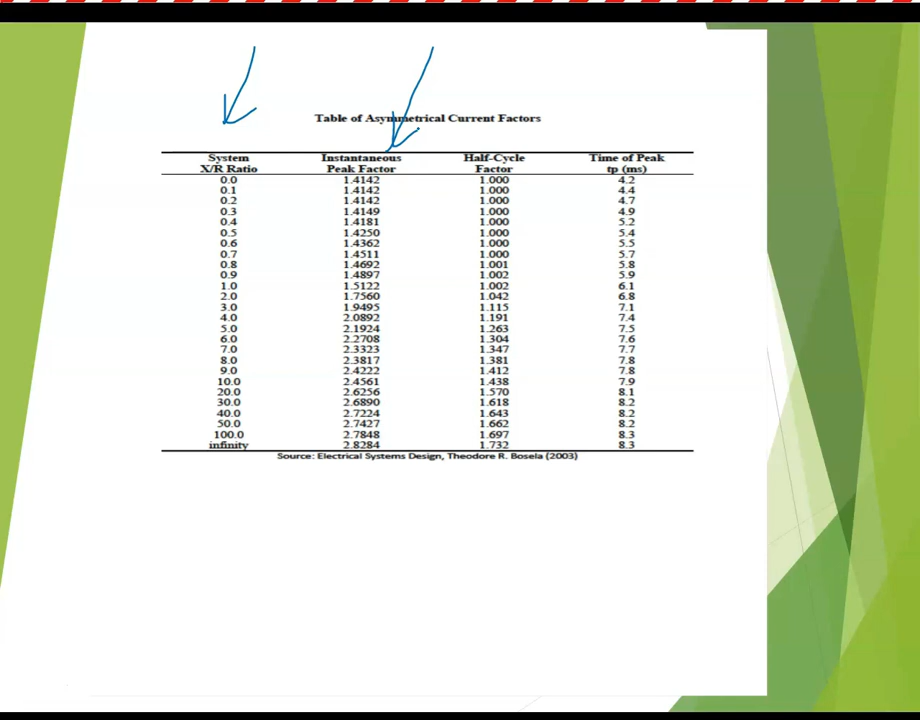 Table of Asymmetrical Current Factors
System Instantaneous Half-Cycle Time of Peak
X/R Ratio Peak Factor Factor tp (ms)
0.0 1.4142 1.000 4.2
0.1 1.4142 1.000 4.4
0.2 1.4142 1.000 4.7
0.3 1.4149 1.000 4.9
0.4 1.4181 1.000 5.2
0.5 1.4250 1.000 5.4
0.6 1.4362 1.000 5.5
0.7 1.4511 1.000 5.7
0.8 1.4692 1.001 5.8
0.9 1.4897 1.002 5.9
1.0 1.5122 1.002 6.1
2.0 1.7560 1.042 6.8
3.0 1.9495 1.115 7.1
4.0 2.0892 1.191 7.4
5.0 2.1924 1.263 7.5
6.0 2.2708 1.304 7.6
7.0 2.3323 1.347 7.7
8.0 2.3817 1.381 7.8
9.0 2.4222 1.412 7.8
10.0 2.4561 1.438 7.9
20.0 2.6256 1.570 8.1
30.0 2.6890 1.618 8.2
40.0 2.7224 1.643 8.2
50.0 2.7427 1.662 8.2
100.0 2.7848 1.697 8.3
infinity 2.8284 1.732 8.3
Source: Electrical Systems Design, Theodore R. Bosela (2003)